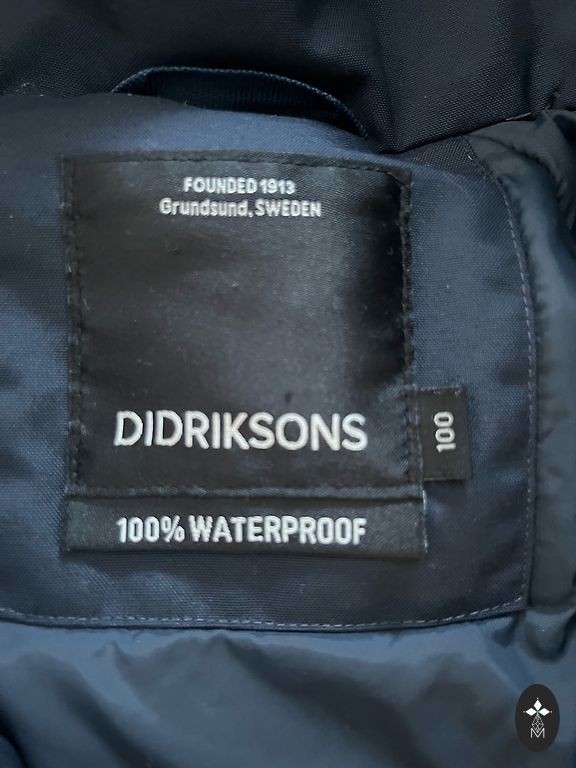 FOUNDED 1913
Grundsund, SWEDEN
DIDRIKSONS
100
100% WATERPROOF
M